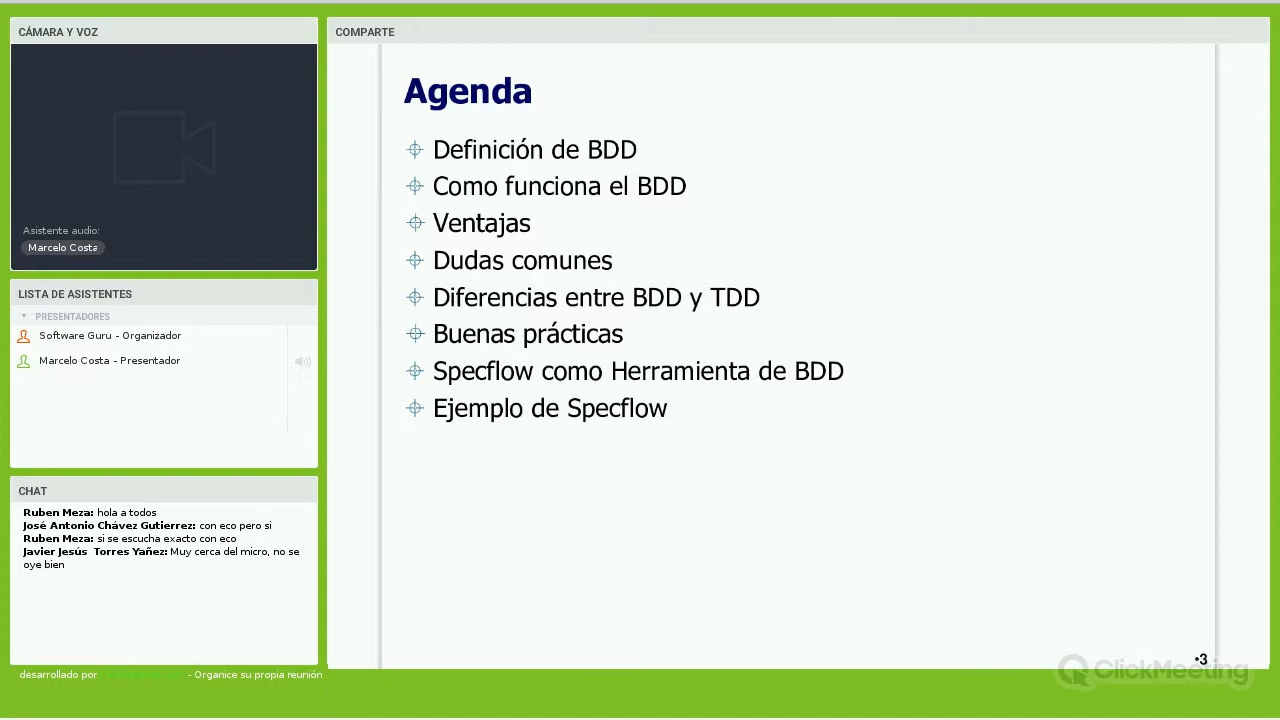 CÁMARA Y VOZ
Asistente audio:
Marcelo Costa
LISTA DE ASISTENTES
PRESENTADORES
Software Guru - Organizador
Marcelo Costa - Presentador
CHAT
Ruben Meza: hola a todos
José Antonio Chávez Gutierrez: con eco pero si
Ruben Meza: si se escucha exacto con eco
Javier Jesús Torres Yañez: Muy cerca del micro, no se
oye bien
desarrollado por - Organice su propia reunión
COMPARTE
Agenda
Definición de BDD
Como funciona el BDD
Ventajas
Dudas comunes
Diferencias entre BDD y TDD
Buenas prácticas
Specflow como Herramienta de BDD
Ejemplo de Specflow
•3
ClickMeeting